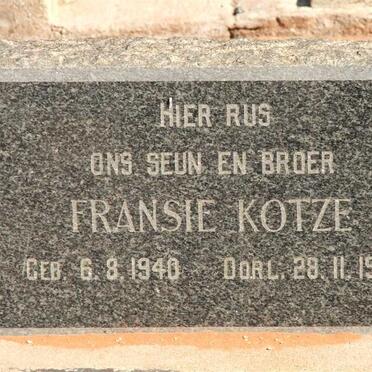 HIER RUS
ONS SEUN EN BROER
FRANSIE KOTZE
GEB. 6.8.1940 OORL. 28.11.19